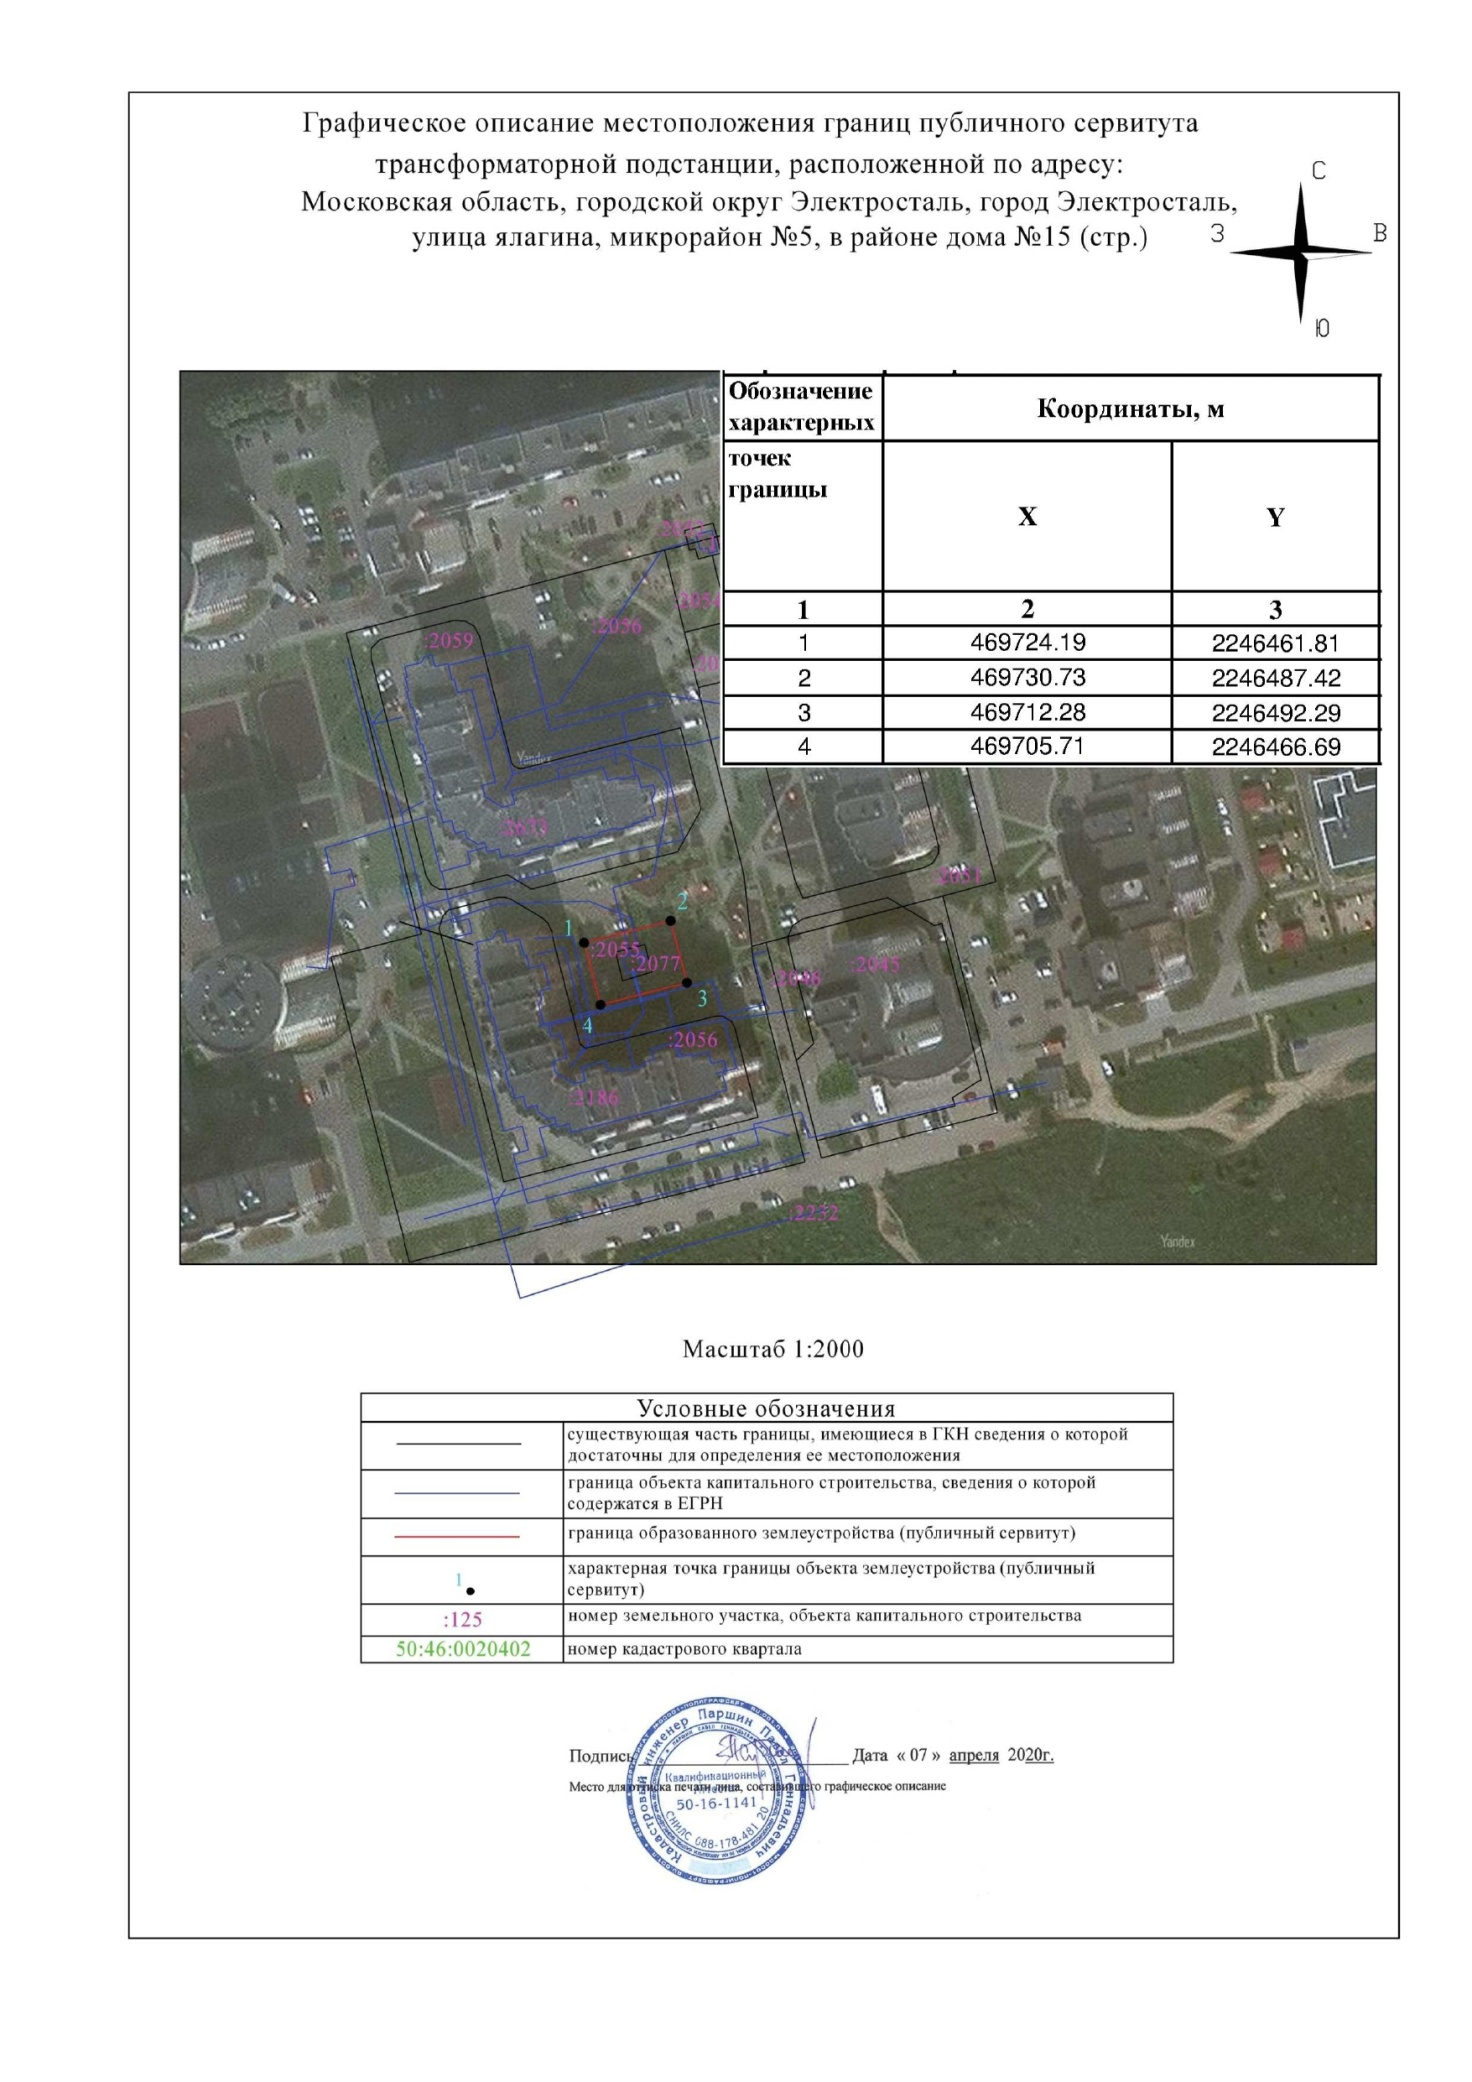 Графическое описание местоположения границ публичного сервитута
трансформаторной подстанции, расположенной по адресу:
Московская область, городской округ Электросталь, город Электросталь,
улица ялагина, микрорайон №5, в районе дома №15 (стр.)
С
З
В
Ю
Обозначение
характерных
Координаты, м
точек
границы
X
Y
1 2 3
1 469724.19 2246461.81
2 469730.73 2246487.42
3 469712.28 2246492.29
4 469705.71 2246466.69
:2056
:2059
Yandex
:2051
2
1
:2055
:2077
:2045
:2046
3
4
:2056
:2186
:2232
Yandex
Масштаб 1:2000
Условные обозначения
существующая часть границы, имеющиеся в ГКН сведения о которой
достаточны для определения ее местоположения
граница объекта капитального строительства, сведения о которой
содержатся в ЕГРН
граница образованного землеустройства (публичный сервитут)
1
характерная точка границы объекта землеустройства (публичный
сервитут)
:125
номер земельного участка, объекта капитального строительства
50:46:0020402
номер кадастрового квартала
Подпись
Дата « 07 » апреля 2020г.
Место для оттиска печати лица, составившего графическое описание
Кадастровый инженер Паршин Павел Геннадьевич
Квалификационный
аттестат
50-16-1141
СНИЛС 088-178-481 20